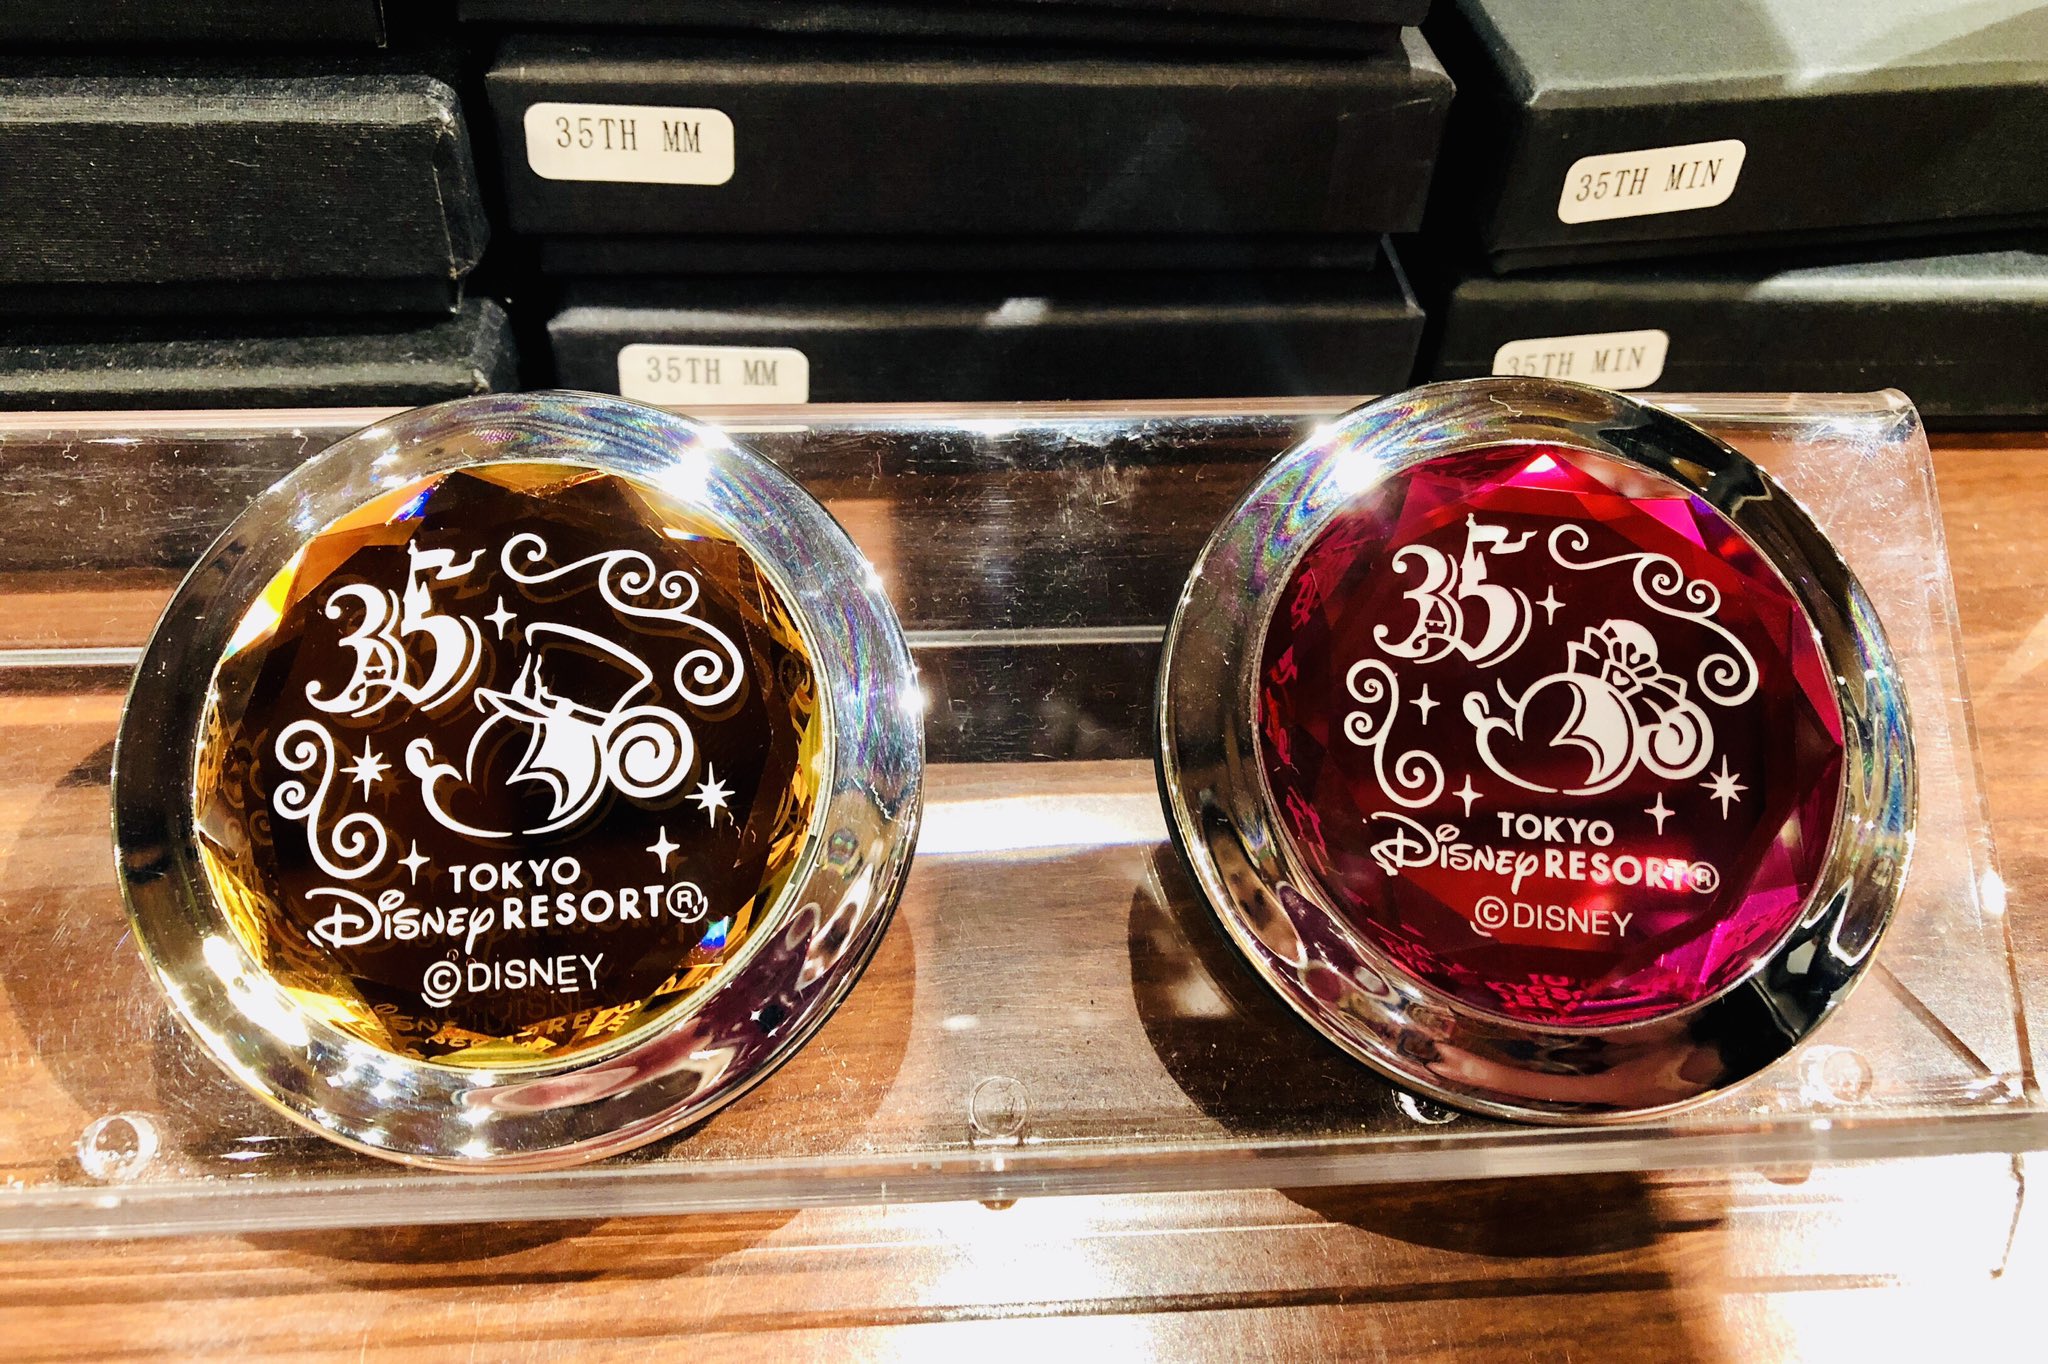 35TH MM
35TH MIN
35TH MM
35TH MIN
35
TOKYO
Disney RESORT®
©DISNEY
35
TOKYO
Disney RESORT®
©DISNEY